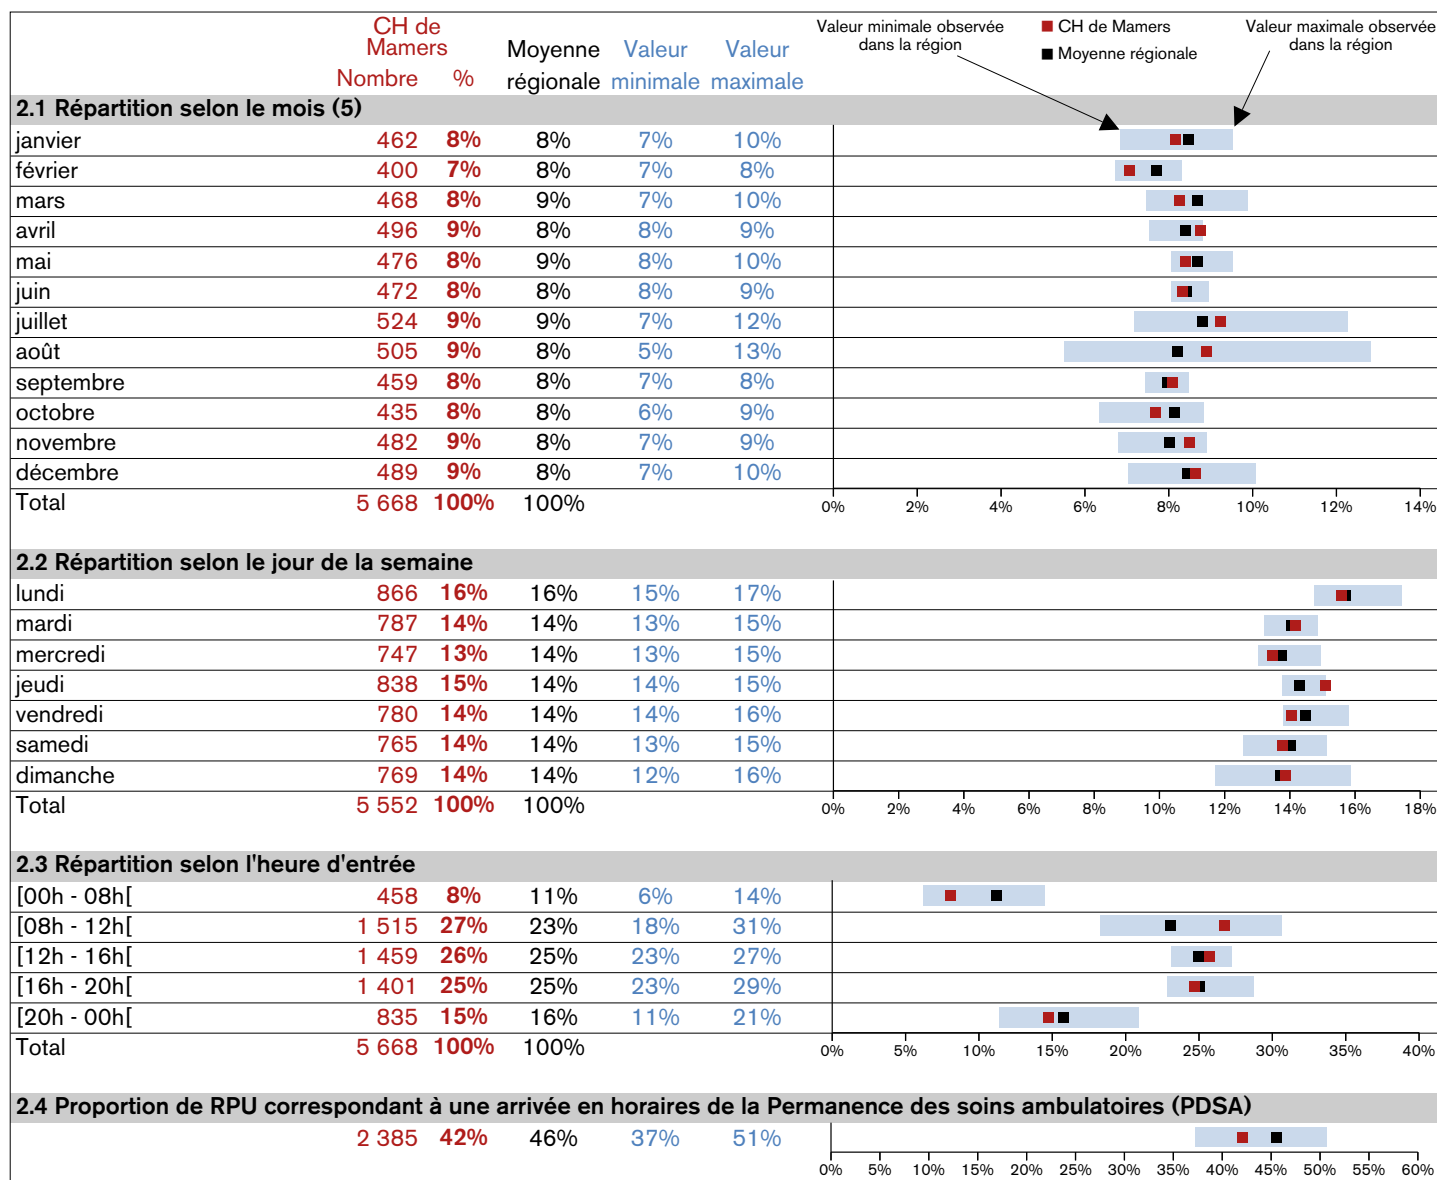 CH de Mamers
Nombre % Moyenne régionale Valeur minimale Valeur maximale
Valeur minimale observée dans la région
CH de Mamers
Moyenne régionale
Valeur maximale observée dans la région
2.1 Répartition selon le mois (5)
janvier 462 8% 8% 7% 10%
février 400 7% 8% 7% 8%
mars 468 8% 9% 7% 10%
avril 496 9% 8% 8% 9%
mai 476 8% 9% 8% 10%
juin 472 8% 8% 8% 9%
juillet 524 9% 9% 7% 12%
août 505 9% 8% 5% 13%
septembre 459 8% 8% 7% 8%
octobre 435 8% 8% 6% 9%
novembre 482 9% 8% 7% 9%
décembre 489 9% 8% 7% 10%
Total 5 668 100% 100%
0% 2% 4% 6% 8% 10% 12% 14%
2.2 Répartition selon le jour de la semaine
lundi 866 16% 16% 15% 17%
mardi 787 14% 14% 13% 15%
mercredi 747 13% 14% 13% 15%
jeudi 838 15% 14% 14% 15%
vendredi 780 14% 14% 14% 16%
samedi 765 14% 14% 13% 15%
dimanche 769 14% 14% 12% 16%
Total 5 552 100% 100%
0% 2% 4% 6% 8% 10% 12% 14% 16% 18%
2.3 Répartition selon l'heure d'entrée
[00h - 08h[ 458 8% 11% 6% 14%
[08h - 12h[ 1 515 27% 23% 18% 31%
[12h - 16h[ 1 459 26% 25% 23% 27%
[16h - 20h[ 1 401 25% 25% 23% 29%
[20h - 00h[ 835 15% 16% 11% 21%
Total 5 668 100% 100%
0% 5% 10% 15% 20% 25% 30% 35% 40%
2.4 Proportion de RPU correspondant à une arrivée en horaires de la Permanence des soins ambulatoires (PDSA)
2 385 42% 46% 37% 51%
0% 5% 10% 15% 20% 25% 30% 35% 40% 45% 50% 55% 60%